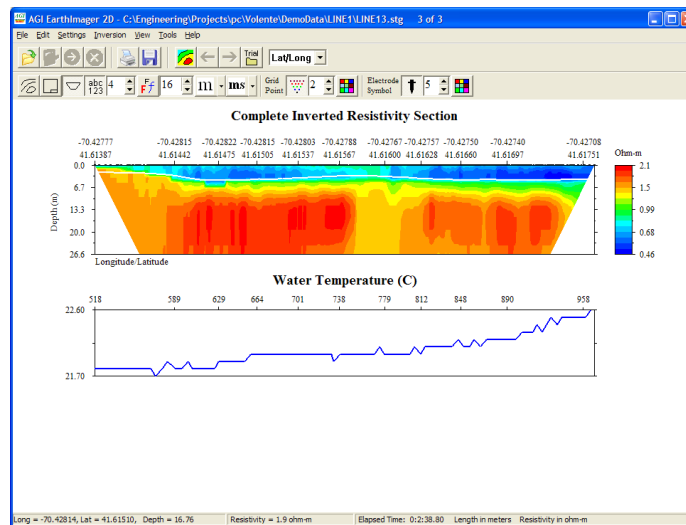 AGI EarthImager 2D - C:\Engineering\Projects\pc\Volente\DemoData\LINE1\LINE13.stg 3 of 3
File Edit Settings Inversion View Tools Help
Trial Lat/Long
abc 123 4 F f 16 m ms Grid Point 2 Electrode Symbol 5
Complete Inverted Resistivity Section
-70.42777 -70.42815 -70.42822 -70.42815 -70.42803 -70.42788 -70.42767 -70.42757 -70.42750 -70.42740 -70.42708
41.61387 41.61442 41.61475 41.61505 41.61537 41.61567 41.61600 41.61628 41.61660 41.61697 41.61751
Ohm-m
0.0 2.1
6.7 1.5
13.3 0.99
20.0 0.68
26.6 0.46
Depth (m)
Longitude/Latitude
Water Temperature (C)
518 589 629 664 701 738 779 812 848 890 958
22.60
21.70
Long = -70.42814, Lat = 41.61510, Depth = 16.76 Resistivity = 1.9 ohm-m Elapsed Time: 0:2:38.80 Length in meters Resistivity in ohm-m